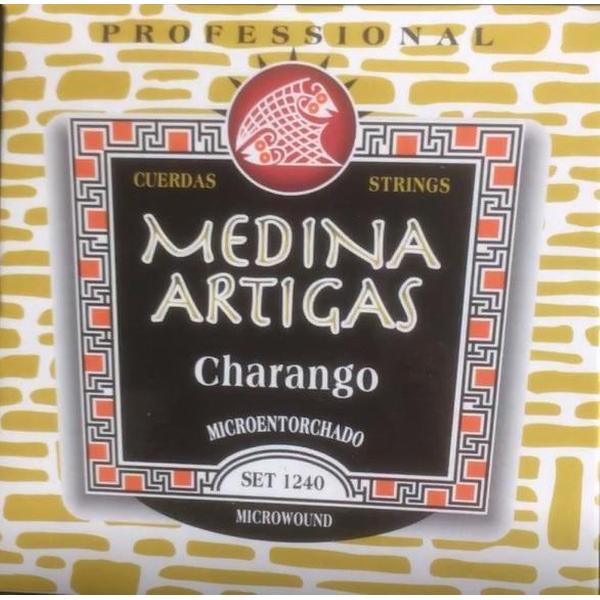 PROFESSIONAL
CUERDAS STRINGS
MEDINA
ARTIGAS
Charango
MICROENTORCHADO
SET 1240
MICROWOUND